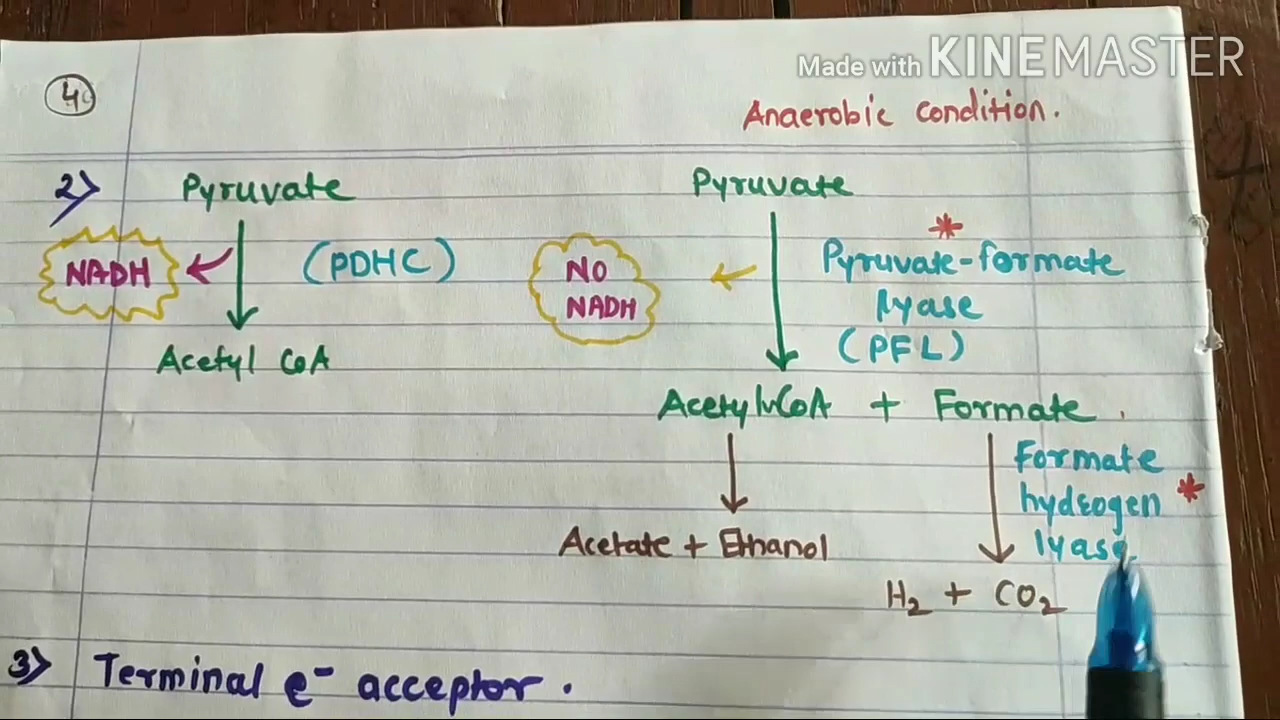 Made with KINEMASTER
Anaerobic condition.
2) Pyruvate
NADH
(PDHC)
Acetyl CoA
Pyruvate
NO
NADH
*
Pyruvate-formate
lyase
(PFL)
Acetyl CoA + Formate.
Acetate + Ethanol
Formate
hydrogen *
lyase
H₂ + CO₂
3) Terminal e⁻ acceptor.